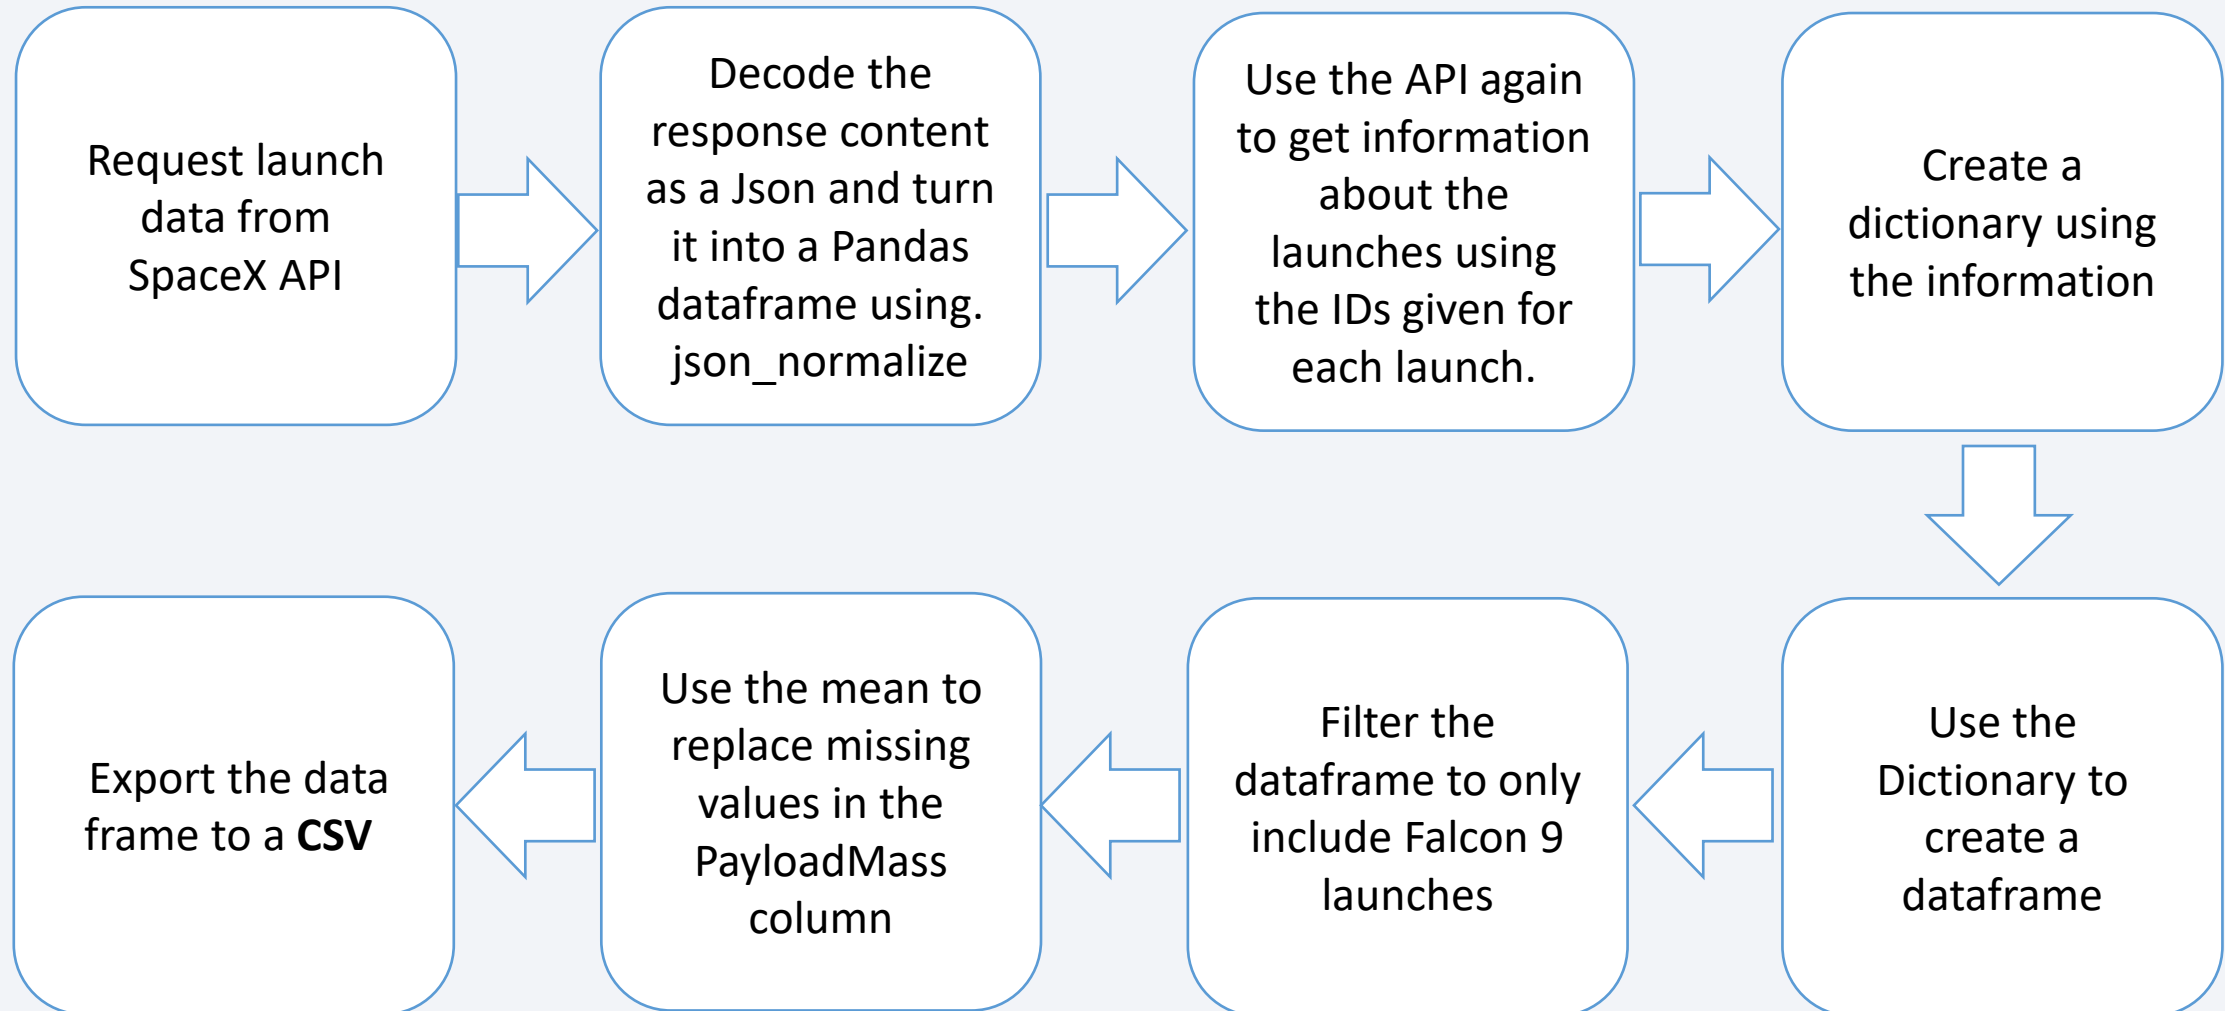 Request launch
data from
SpaceX API
Decode the
response content
as a Json and turn
it into a Pandas
dataframe using.
json_normalize
Use the API again
to get information
about the
launches using
the IDs given for
each launch.
Create a
dictionary using
the information
Use the
Dictionary to
create a
dataframe
Filter the
dataframe to only
include Falcon 9
launches
Use the mean to
replace missing
values in the
PayloadMass
column
Export the data
frame to a CSV